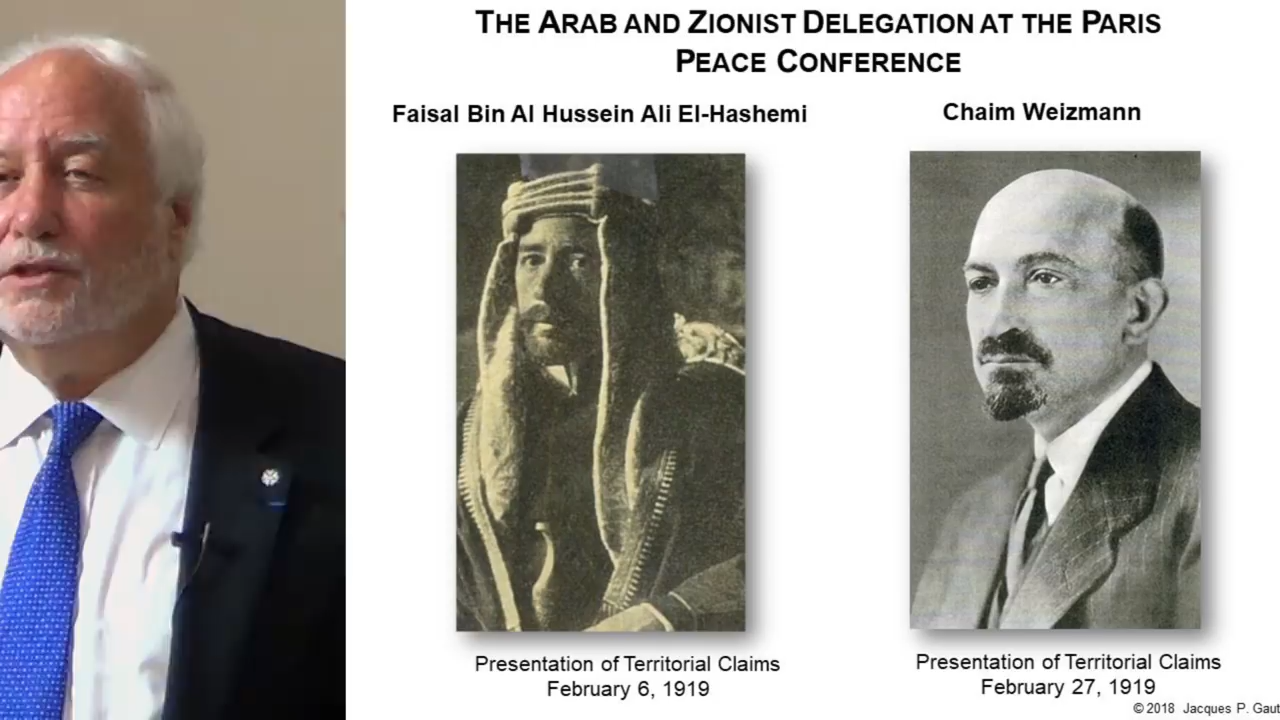 THE ARAB AND ZIONIST DELEGATION AT THE PARIS
PEACE CONFERENCE
Faisal Bin Al Hussein Ali El-Hashemi
Chaim Weizmann
Presentation of Territorial Claims
February 6, 1919
Presentation of Territorial Claims
February 27, 1919
© 2018 Jacques P. Gaut